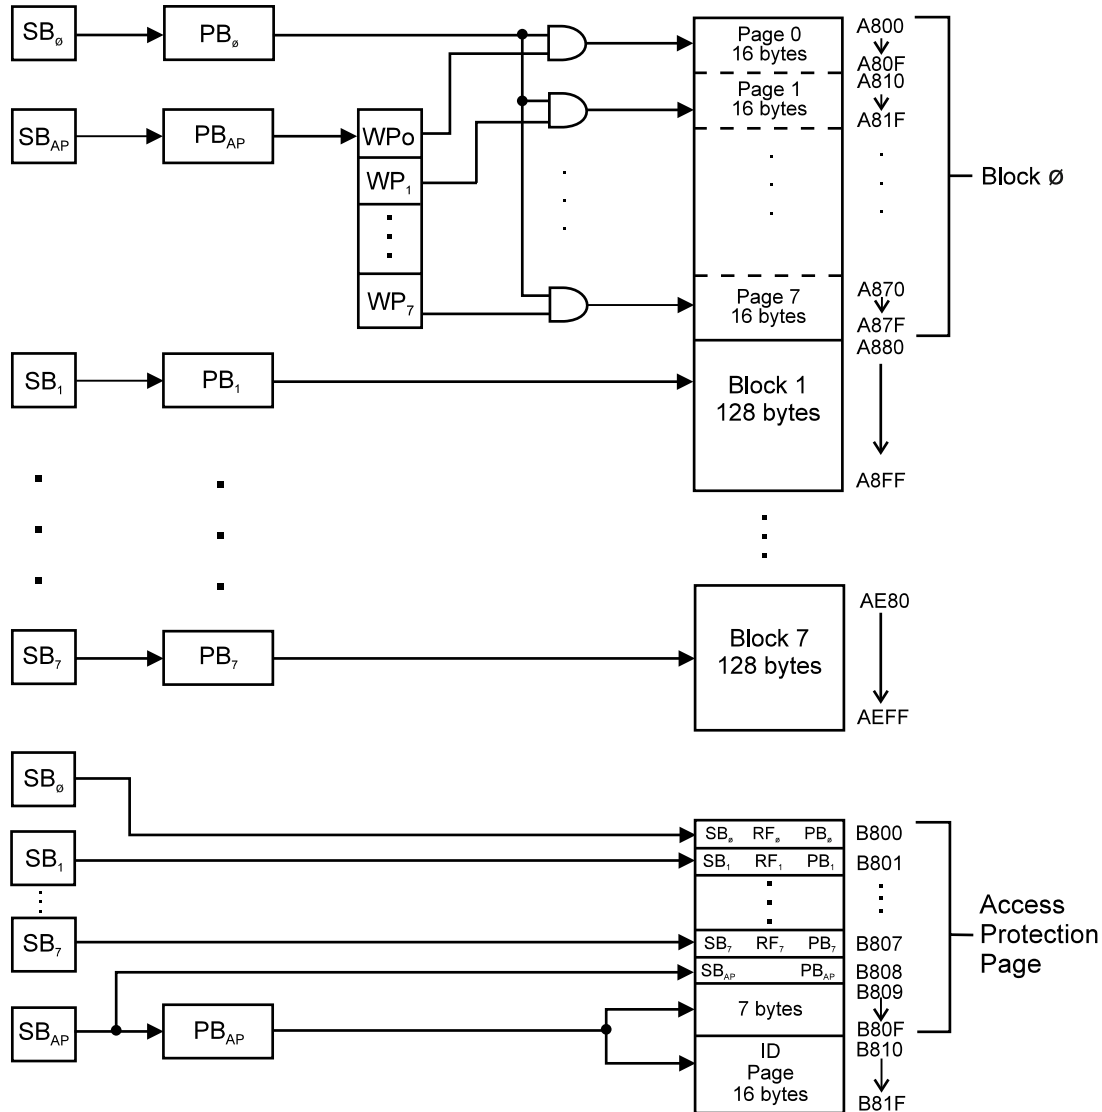 SBø
PBø
Page 0
16 bytes
A800
A80F
SBAP
PBAP
WPo
Page 1
16 bytes
A810
A81F
WP1
Block ø
WP7
Page 7
16 bytes
A870
A87F
SB1
PB1
Block 1
128 bytes
A880
A8FF
SB7
PB7
Block 7
128 bytes
AE80
AEFF
SBø
SBø RFø PBø
B800
SB1
SB1 RF1 PB1
B801
SB7
SB7 RF7 PB7
B807
Access
Protection
Page
SBAP PBAP
B808
SBAP
PBAP
7 bytes
B809
B80F
ID
Page
16 bytes
B810
B81F